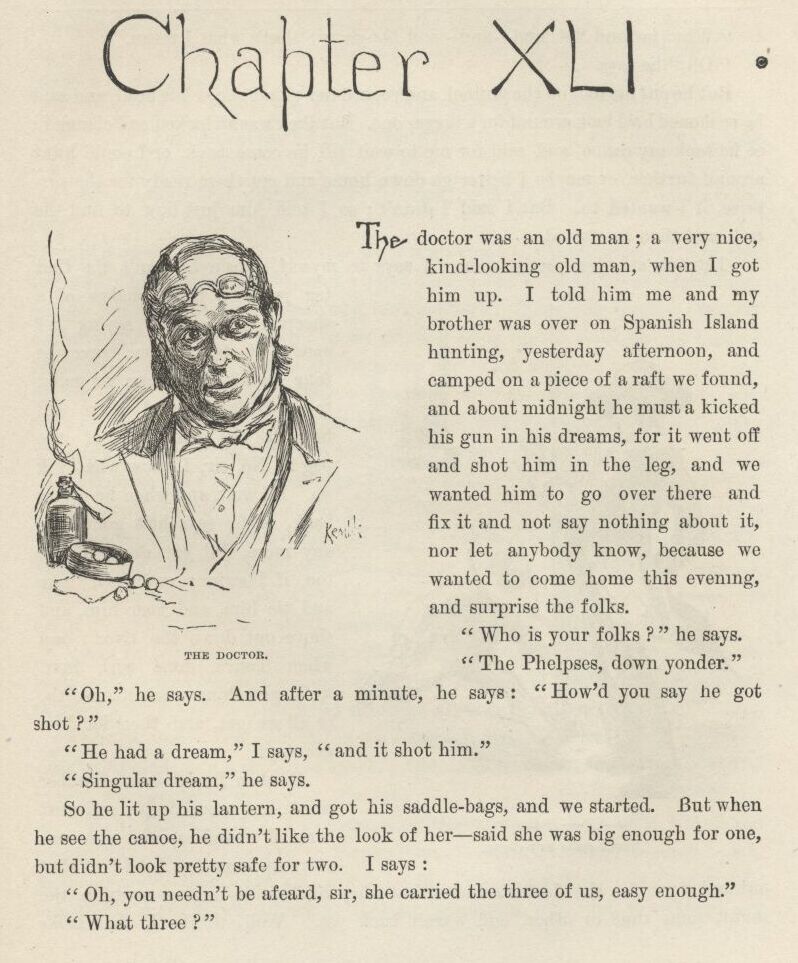 Chapter XLI.
The doctor was an old man; a very nice,
kind-looking old man, when I got
him up. I told him me and my
brother was over on Spanish Island
hunting, yesterday afternoon, and
camped on a piece of a raft we found,
and about midnight he must a kicked
his gun in his dreams, for it went off
and shot him in the leg, and we
wanted him to go over there and
fix it and not say nothing about it,
nor let anybody know, because we
wanted to come home this evening,
and surprise the folks.
“Who is your folks?” he says.
“The Phelpses, down yonder.”
THE DOCTOR.
“Oh,” he says. And after a minute, he says: “How'd you say he got
shot?”
“He had a dream,” I says, “and it shot him.”
“Singular dream,” he says.
So he lit up his lantern, and got his saddle-bags, and we started. But when
he see the canoe, he didn't like the look of her—said she was big enough for one,
but didn't look pretty safe for two. I says:
“Oh, you needn't be afeard, sir, she carried the three of us, easy enough.”
“What three?”